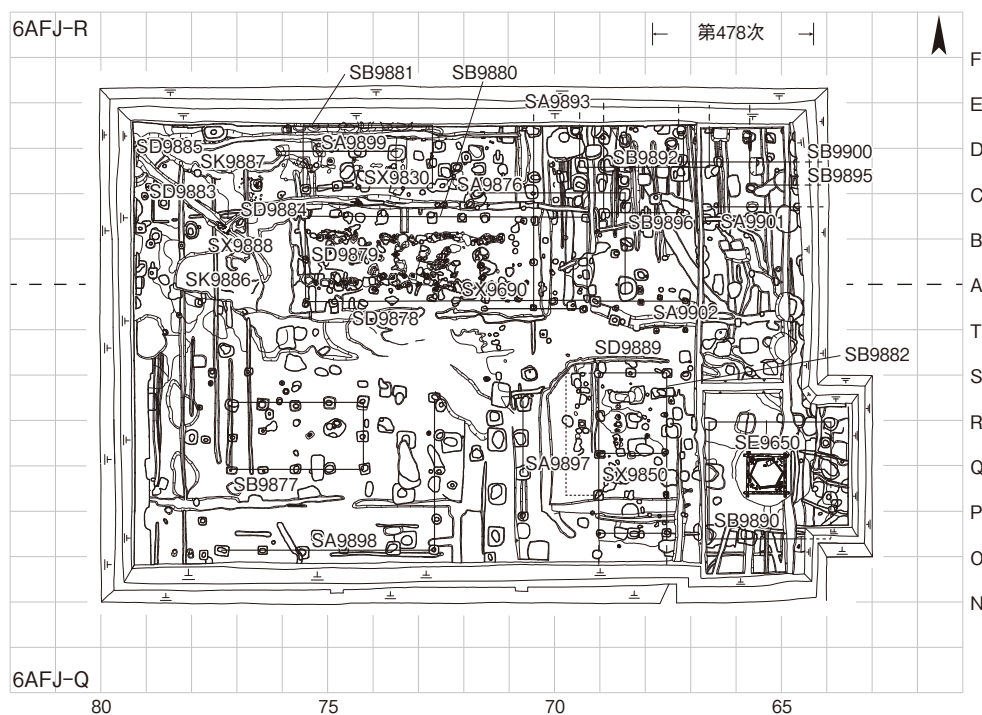 6AFJ-R
第478次
F
SB9881
SB9880
E
SA9893
SD9885
SA9899
SB9892
SB9900
D
SK9887
SX9830
SA9876
SB9895
SD9883
C
SD9884
SB9896
SA9901
SX9888
SD9879
B
SK9886
SX9690
A
SD9878
SA9902
T
SD9889
SB9882
S
R
SE9650
SA9897
SX9850
Q
SB9877
P
SB9890
SA9898
O
N
6AFJ-Q
80
75
70
65